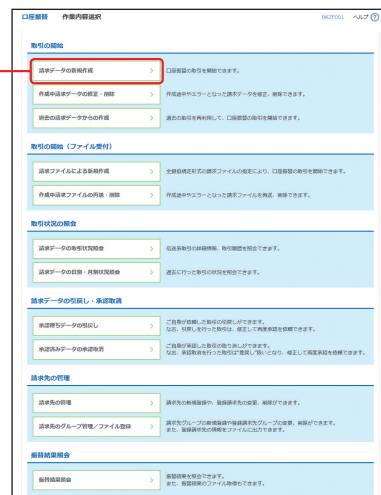 口座振替　作業内容選択
BKZF001　ヘルプ ?
取引の開始
請求データの新規作成 >
口座振替の取引を開始できます。
作成中請求データの修正・削除 >
作成途中やエラーとなった請求データを修正、削除できます。
過去の請求データからの作成 >
過去の取引を再利用して、口座振替の取引を開始できます。
取引の開始（ファイル受付）
請求ファイルによる新規作成 >
全銀協規定形式の請求ファイルの指定により、口座振替の取引を開始できます。
作成中請求ファイルの再送・削除 >
作成途中やエラーとなった請求ファイルを再送、削除できます。
取引状況の照会
請求データの取引状況照会 >
伝送系取引の詳細情報、取引履歴を照会できます。
請求データの日別・月別状況照会 >
過去に行った取引の状況を照会できます。
請求データの引戻し・承認取消
承認待ちデータの引戻し >
ご自身が依頼した取引の引戻しができます。
なお、引戻しを行った取引は、修正して再度承認を依頼できます。
承認済みデータの承認取消 >
ご自身が承認した取引の取り消しができます。
なお、承認取消を行った取引は"差戻し"扱いとなり、修正して再度承認を依頼できます。
請求先の管理
請求先の管理 >
請求先の新規登録や、登録請求先の変更、削除ができます。
請求先のグループ管理／ファイル登録 >
請求先グループの新規登録や登録請求先グループの変更、削除ができます。
また、登録請求先の情報をファイルに出力できます。
振替結果照会
振替結果照会 >
振替結果を照会できます。
また、振替結果のファイル取得もできます。